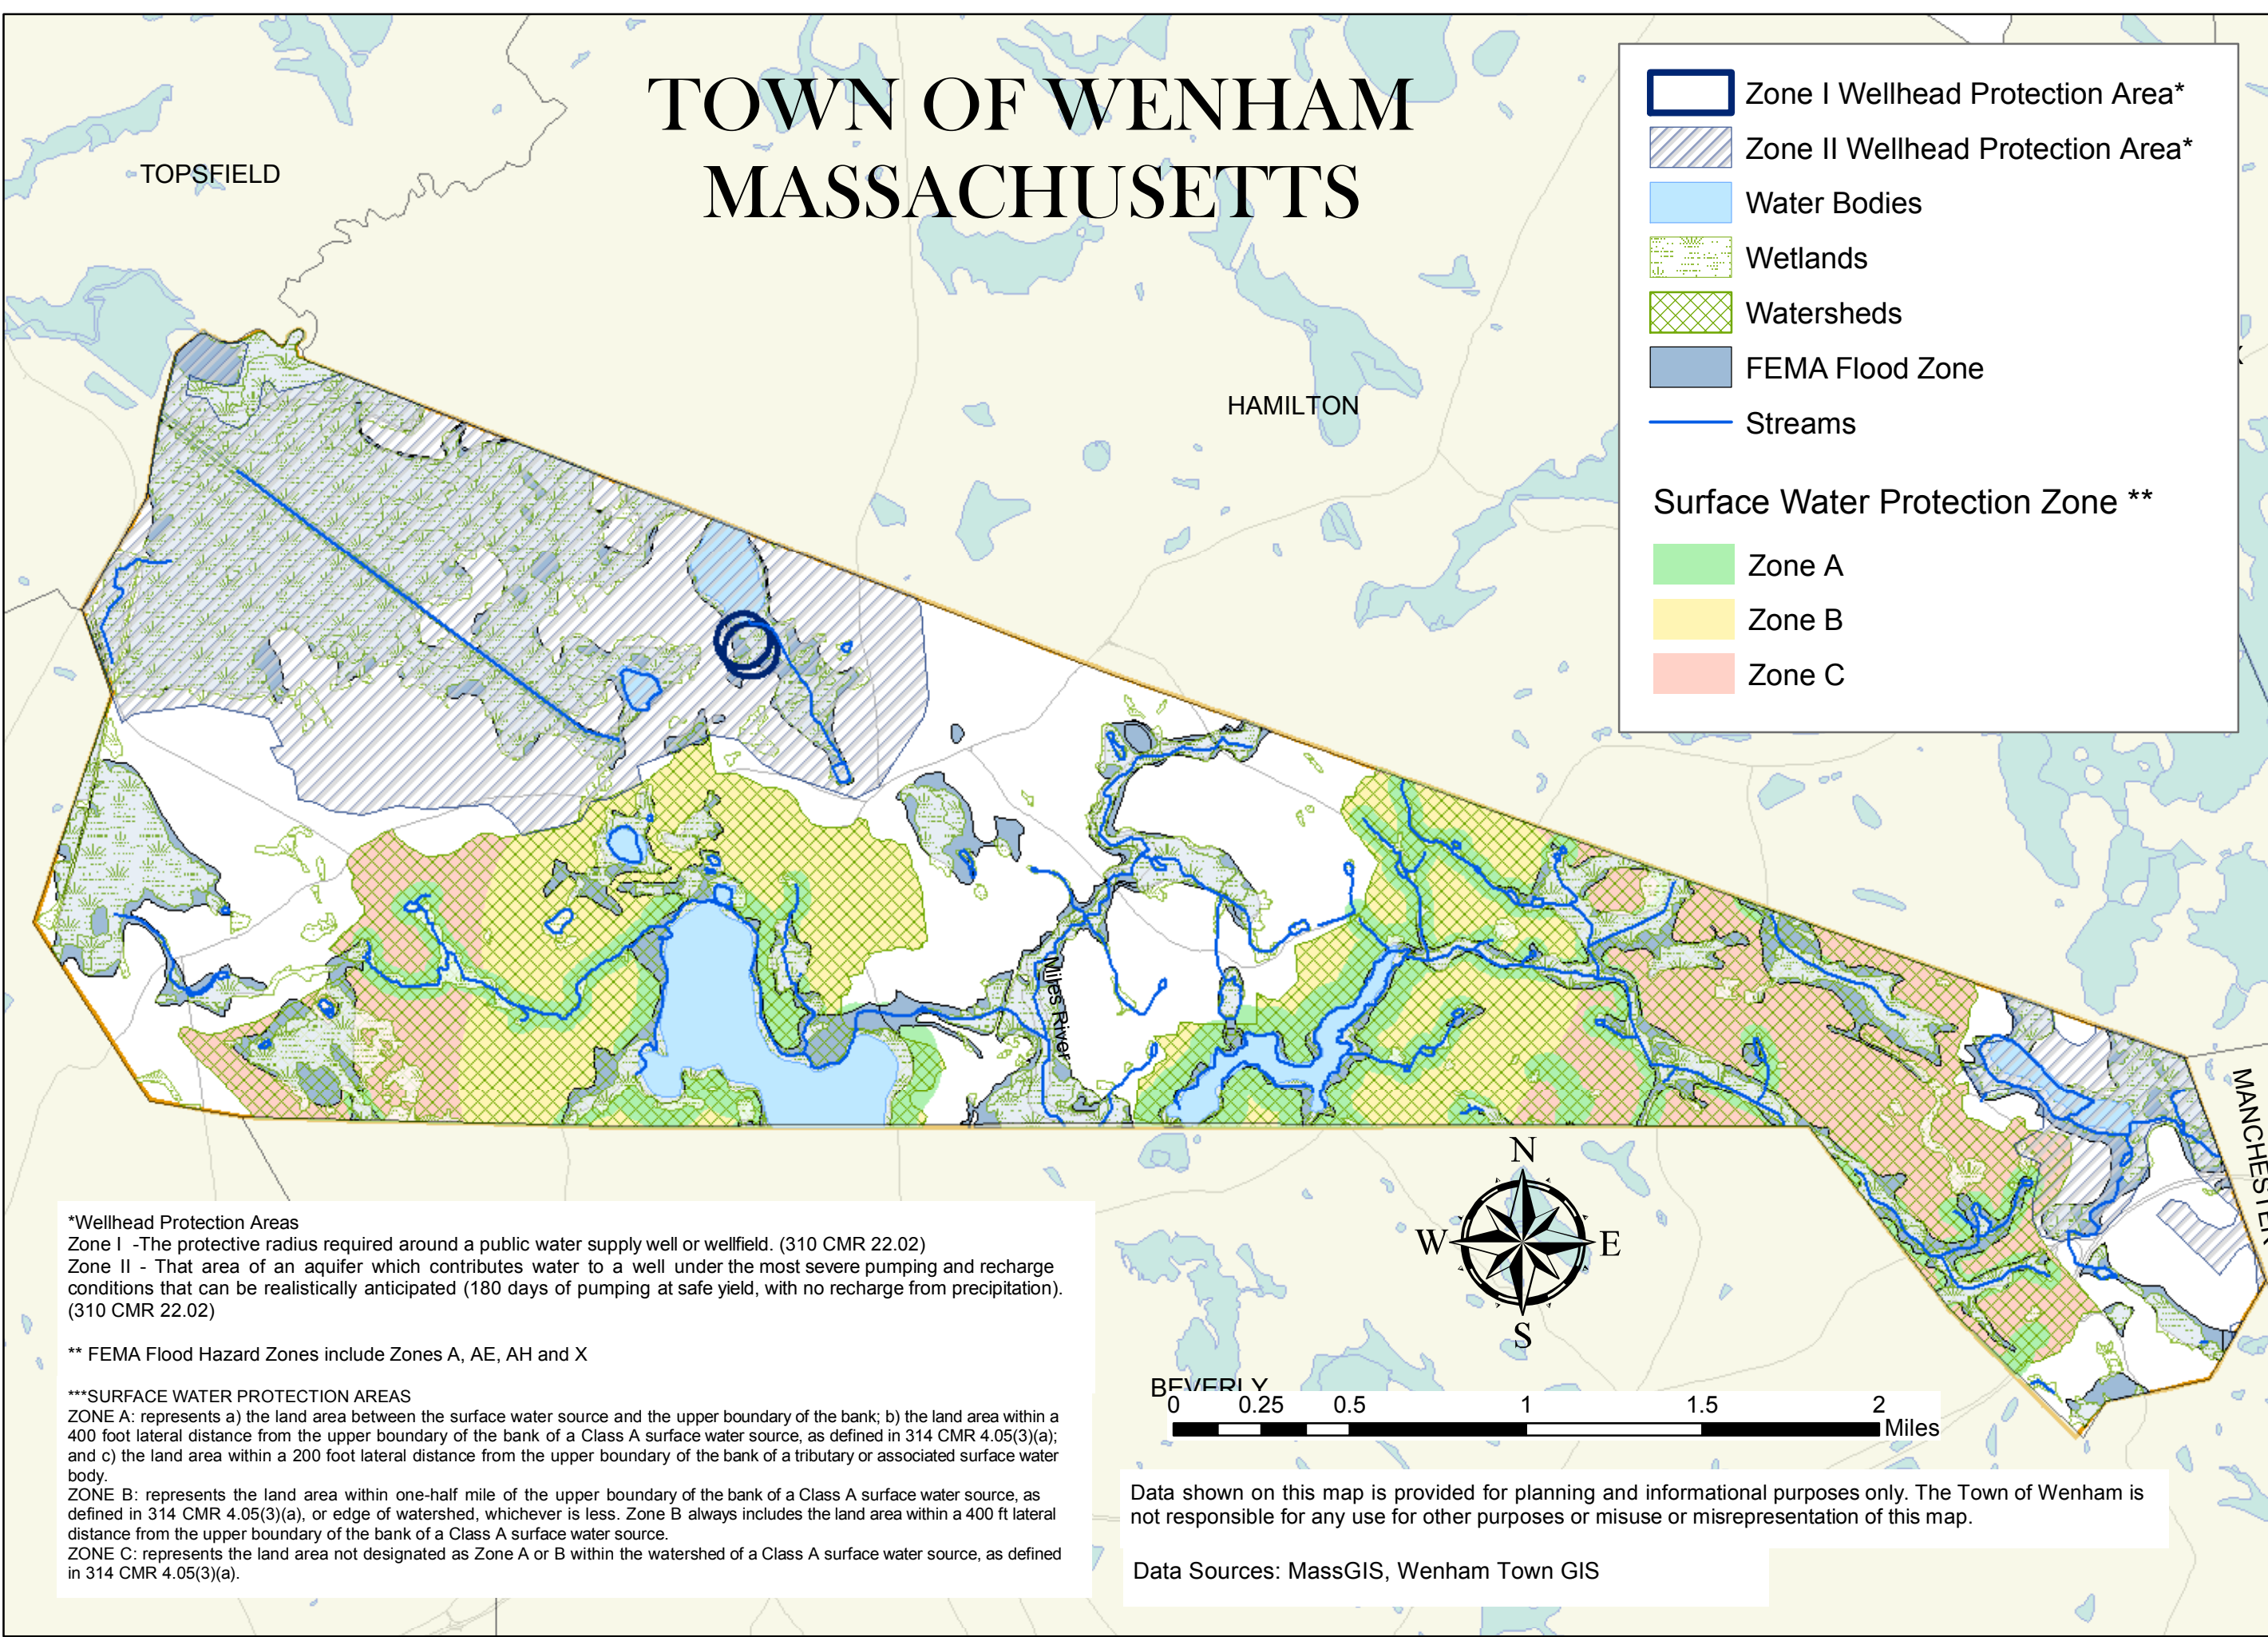 TOWN OF WENHAM
MASSACHUSETTS
TOPSFIELD
HAMILTON
Zone I Wellhead Protection Area*
Zone II Wellhead Protection Area*
Water Bodies
Wetlands
Watersheds
FEMA Flood Zone
Streams
Surface Water Protection Zone **
Zone A
Zone B
Zone C
Miles River
MANCHESTER
N
W
E
S
BEVERLY
0 0.25 0.5 1 1.5 2
Miles
*Wellhead Protection Areas
Zone I -The protective radius required around a public water supply well or wellfield. (310 CMR 22.02)
Zone II - That area of an aquifer which contributes water to a well under the most severe pumping and recharge
conditions that can be realistically anticipated (180 days of pumping at safe yield, with no recharge from precipitation).
(310 CMR 22.02)
** FEMA Flood Hazard Zones include Zones A, AE, AH and X
***SURFACE WATER PROTECTION AREAS
ZONE A: represents a) the land area between the surface water source and the upper boundary of the bank; b) the land area within a
400 foot lateral distance from the upper boundary of the bank of a Class A surface water source, as defined in 314 CMR 4.05(3)(a);
and c) the land area within a 200 foot lateral distance from the upper boundary of the bank of a tributary or associated surface water
body.
ZONE B: represents the land area within one-half mile of the upper boundary of the bank of a Class A surface water source, as
defined in 314 CMR 4.05(3)(a), or edge of watershed, whichever is less. Zone B always includes the land area within a 400 ft lateral
distance from the upper boundary of the bank of a Class A surface water source.
ZONE C: represents the land area not designated as Zone A or B within the watershed of a Class A surface water source, as defined
in 314 CMR 4.05(3)(a).
Data shown on this map is provided for planning and informational purposes only. The Town of Wenham is
not responsible for any use for other purposes or misuse or misrepresentation of this map.
Data Sources: MassGIS, Wenham Town GIS